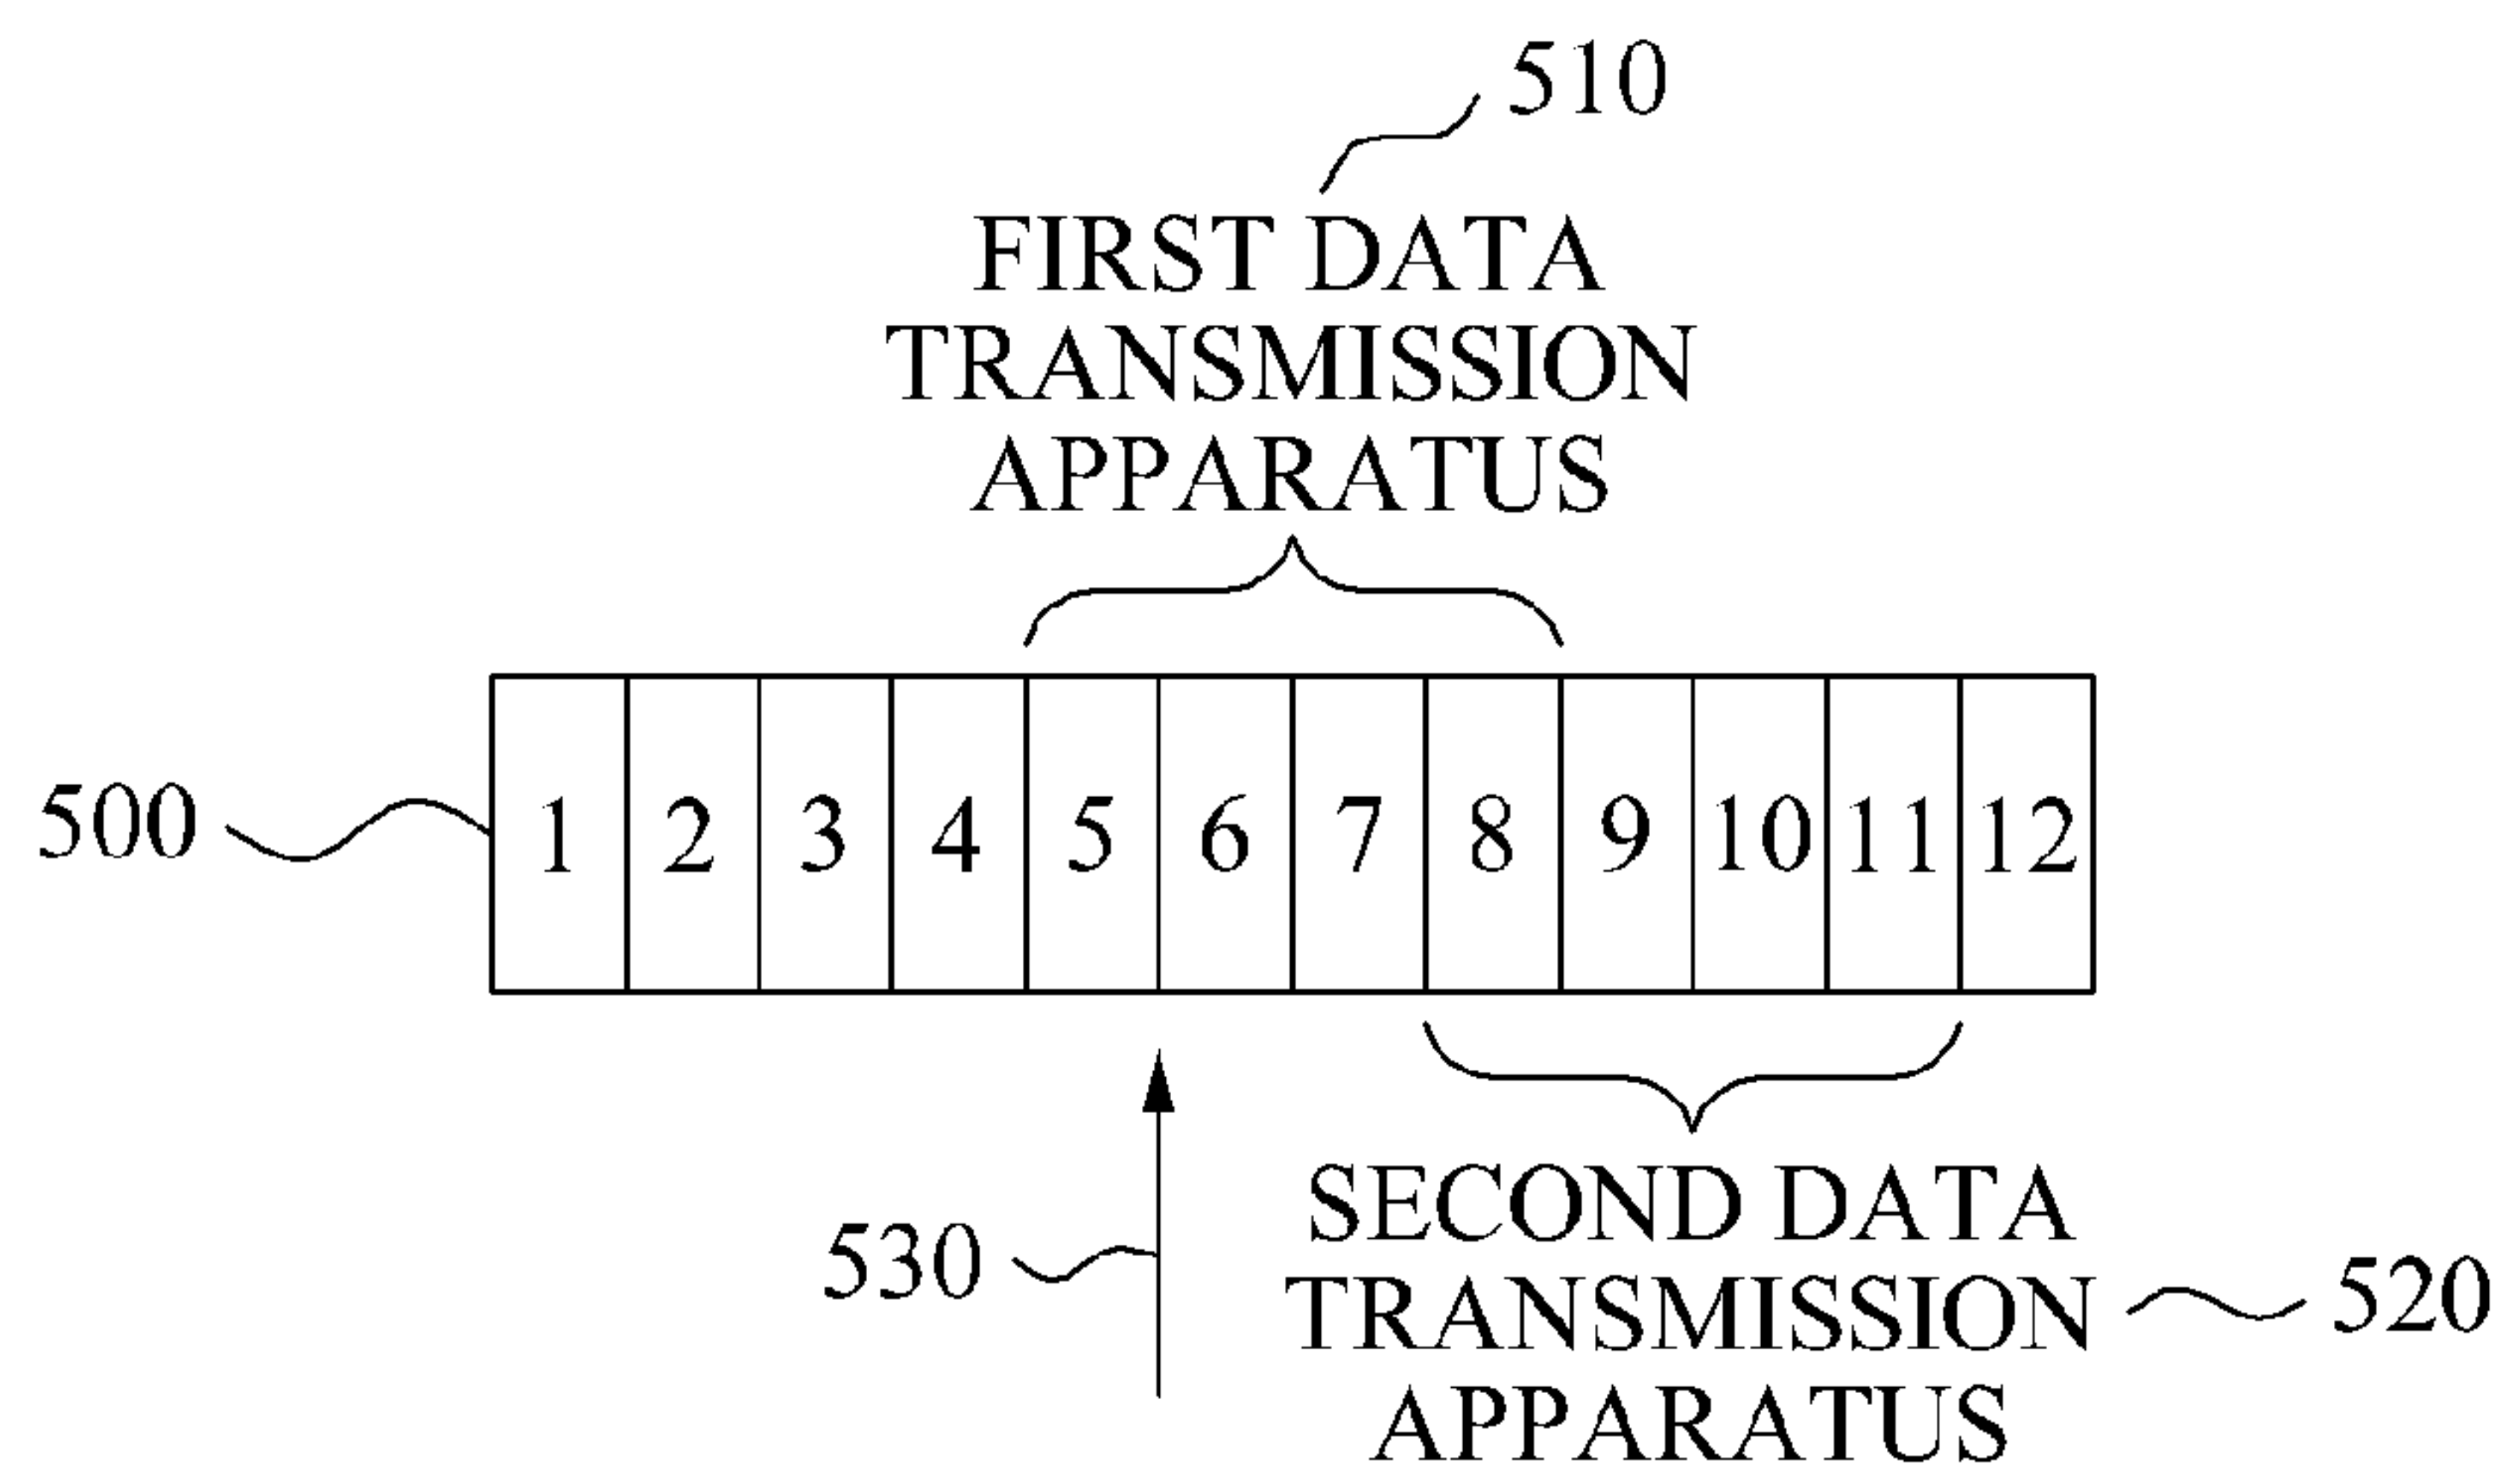 510
FIRST DATA
TRANSMISSION
APPARATUS
500
1 2 3 4 5 6 7 8 9 10 11 12
530
SECOND DATA
TRANSMISSION
APPARATUS
520